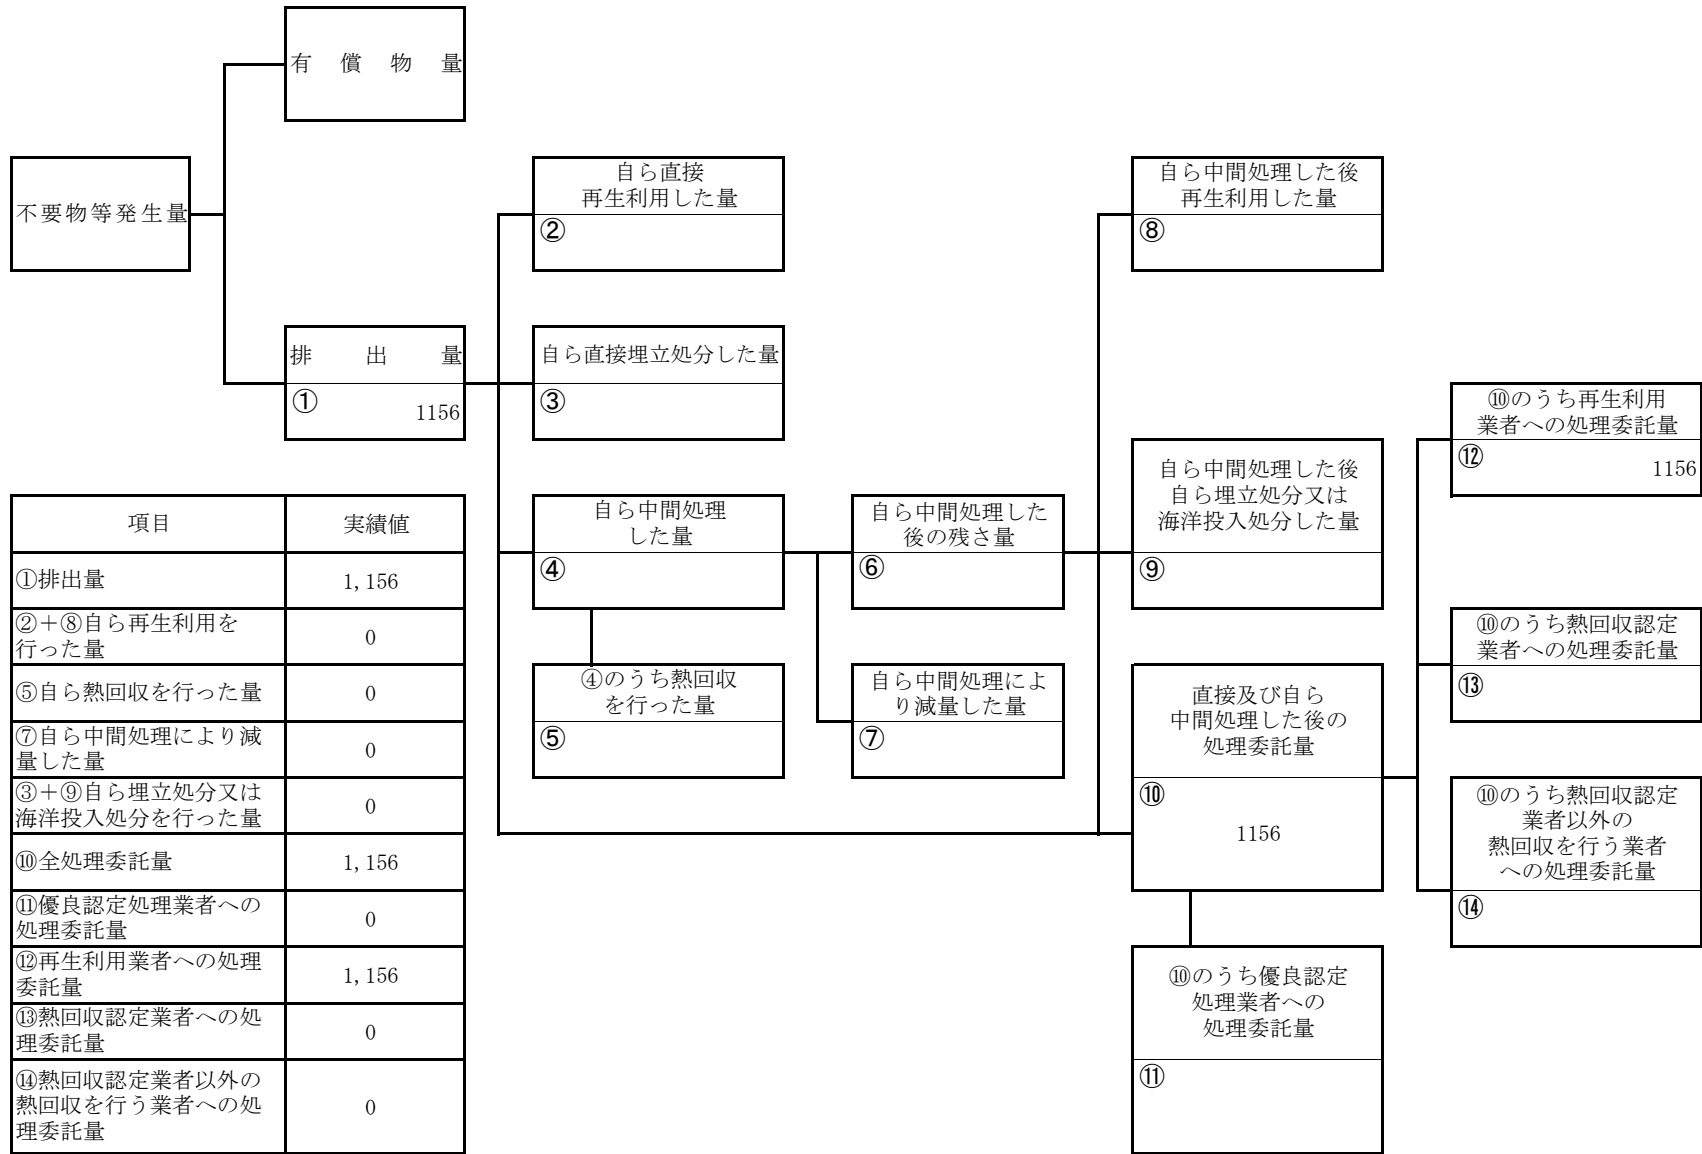 有償物量
不要物等発生量
排出量
①
1156
自ら直接
再生利用した量
②
自ら直接埋立処分した量
③
自ら中間処理
した量
④
④のうち熱回収
を行った量
⑤
自ら中間処理した
後の残さ量
⑥
自ら中間処理によ
り減量した量
⑦
自ら中間処理した後
再生利用した量
⑧
自ら中間処理した後
自ら埋立処分又は
海洋投入処分した量
⑨
直接及び自ら
中間処理した後の
処理委託量
⑩
1156
⑩のうち優良認定
処理業者への
処理委託量
⑪
⑩のうち再生利用
業者への処理委託量
⑫
1156
⑩のうち熱回収認定
業者への処理委託量
⑬
⑩のうち熱回収認定
業者以外の
熱回収を行う業者
への処理委託量
⑭
項目 実績値
①排出量 1,156
②＋⑧自ら再生利用を
行った量 0
⑤自ら熱回収を行った量 0
⑦自ら中間処理により減
量した量 0
③＋⑨自ら埋立処分又は
海洋投入処分を行った量 0
⑩全処理委託量 1,156
⑪優良認定処理業者への
処理委託量 0
⑫再生利用業者への処理
委託量 1,156
⑬熱回収認定業者への処
理委託量 0
⑭熱回収認定業者以外の
熱回収を行う業者への処
理委託量 0